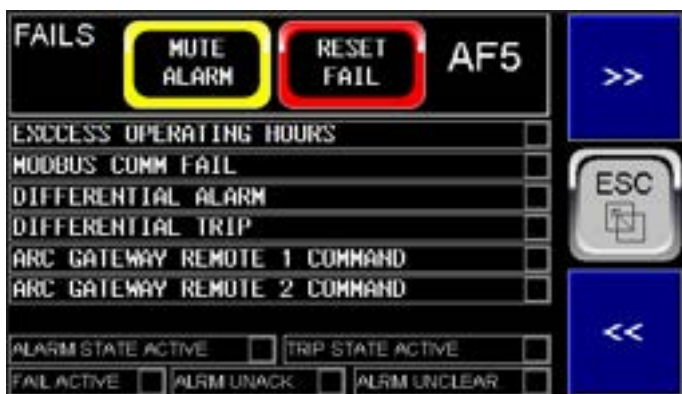 FAILS
MUTE
ALARM
RESET
FAIL
AF5
>>
EXCCESS OPERATING HOURS
MODBUS COMM FAIL
DIFFERENTIAL ALARM
DIFFERENTIAL TRIP
ARC GATEWAY REMOTE 1 COMMAND
ARC GATEWAY REMOTE 2 COMMAND
ESC
<<
ALARM STATE ACTIVE
TRIP STATE ACTIVE
FAIL ACTIVE
ALRM UNACK
ALRM UNCLEAR